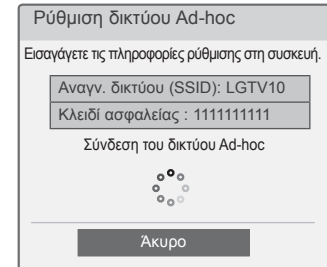 Ρύθμιση δικτύου Ad-hoc
Εισαγάγετε τις πληροφορίες ρύθμισης στη συσκευή.
Αναγν. δικτύου (SSID): LGTV10
Κλειδί ασφαλείας : 1111111111
Σύνδεση του δικτύου Ad-hoc
Άκυρο